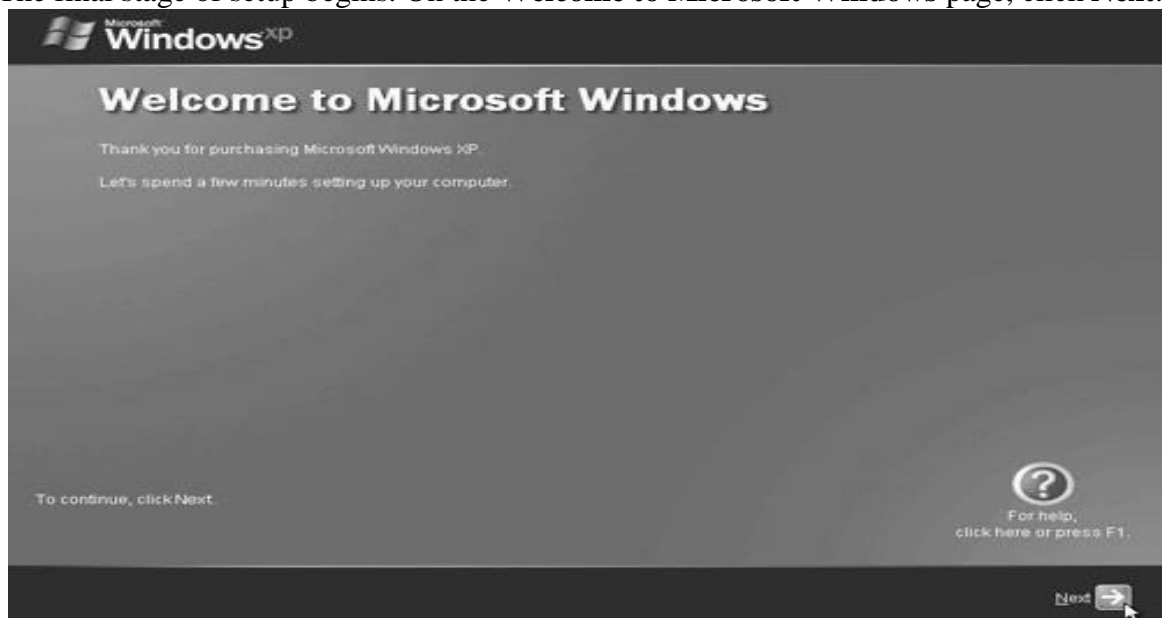 The final stage of setup begins. On the Welcome to Microsoft Windows page, click Next.
Microsoft
Windows xp
Welcome to Microsoft Windows
Thank you for purchasing Microsoft Windows XP.
Let's spend a few minutes setting up your computer.
To continue, click Next.
For help,
click here or press F1.
Next